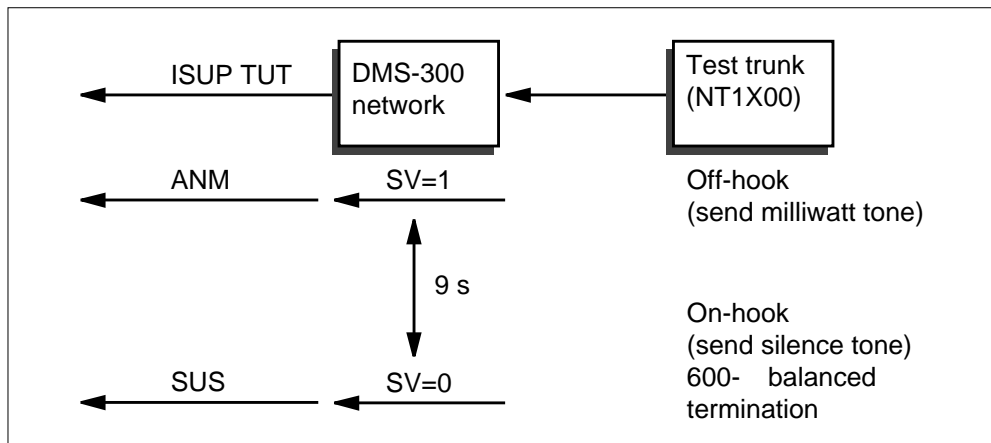 ISUP TUT
DMS-300
network
Test trunk
(NT1X00)
ANM
SV=1
Off-hook
(send milliwatt tone)
9 s
On-hook
(send silence tone)
600- balanced
termination
SUS
SV=0